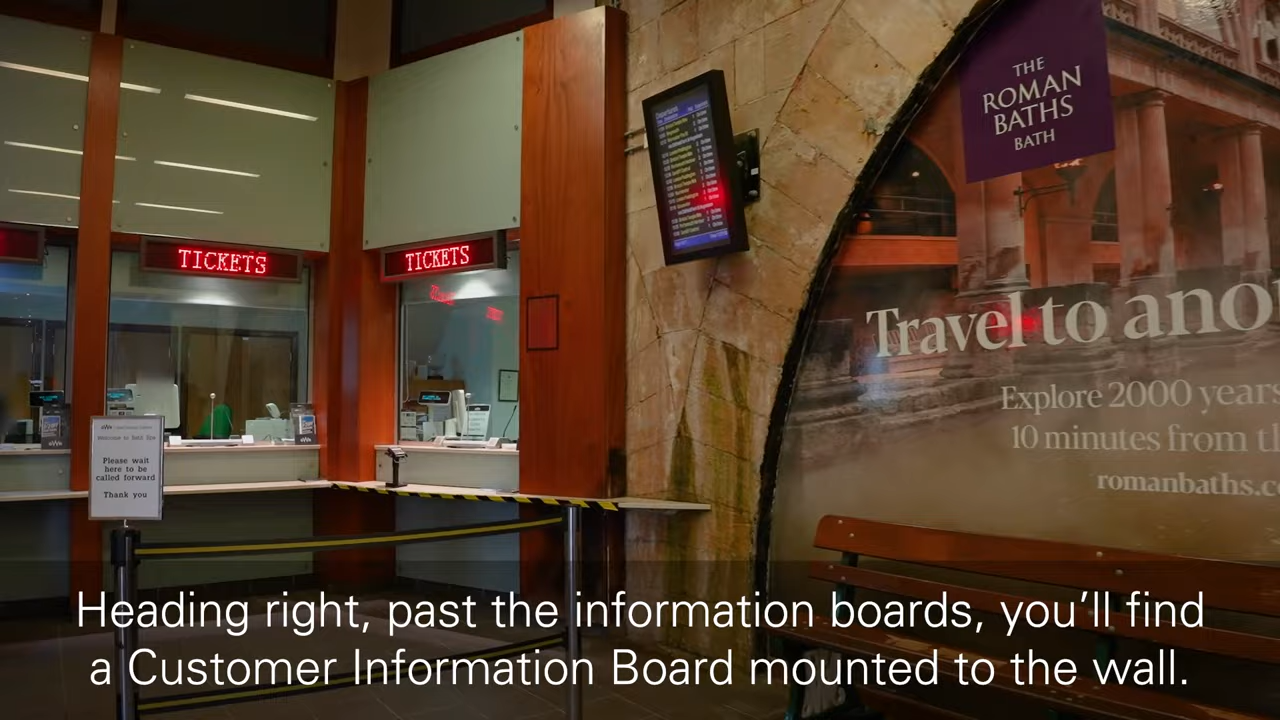 TICKETS
TICKETS
Departures
THE
ROMAN
BATHS
BATH
Travel to ano
Explore 2000 years
10 minutes from t
romanbaths.c
Please wait
here to be
called forward
Thank you
Heading right, past the information boards, you’ll find
a Customer Information Board mounted to the wall.